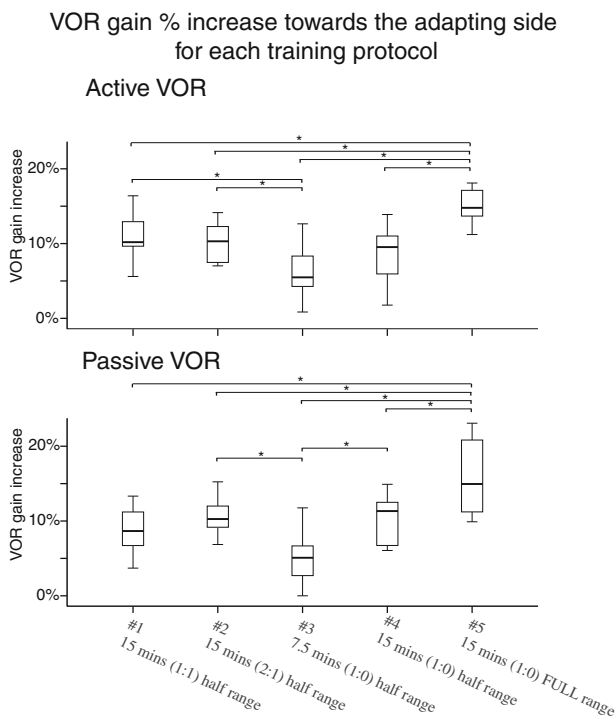 VOR gain % increase towards the adapting side
for each training protocol
Active VOR
* 
*
*
*
*
*
VOR gain increase
20%
10%
0%
Passive VOR
*
*
*
*
*
*
VOR gain increase
20%
10%
0%
#1
15 mins (1:1) half range
#2
15 mins (2:1) half range
#3
7.5 mins (1:0) half range
#4
15 mins (1:0) half range
#5
15 mins (1:0) FULL range